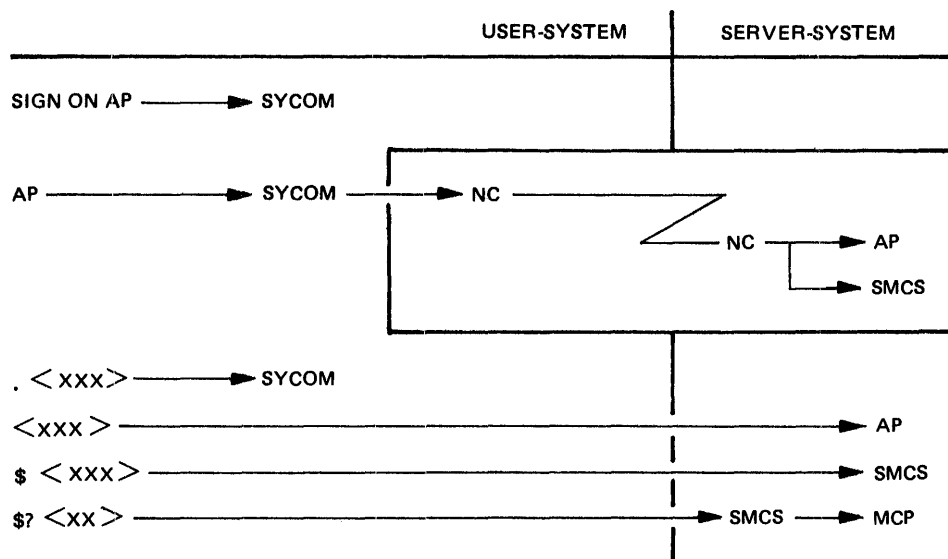 USER-SYSTEM SERVER-SYSTEM
SIGN ON AP SYCOM
AP SYCOM NC
NC AP
SMCS
. <xxx> SYCOM
<xxx> AP
$ <xxx> SMCS
$? <xx> SMCS MCP